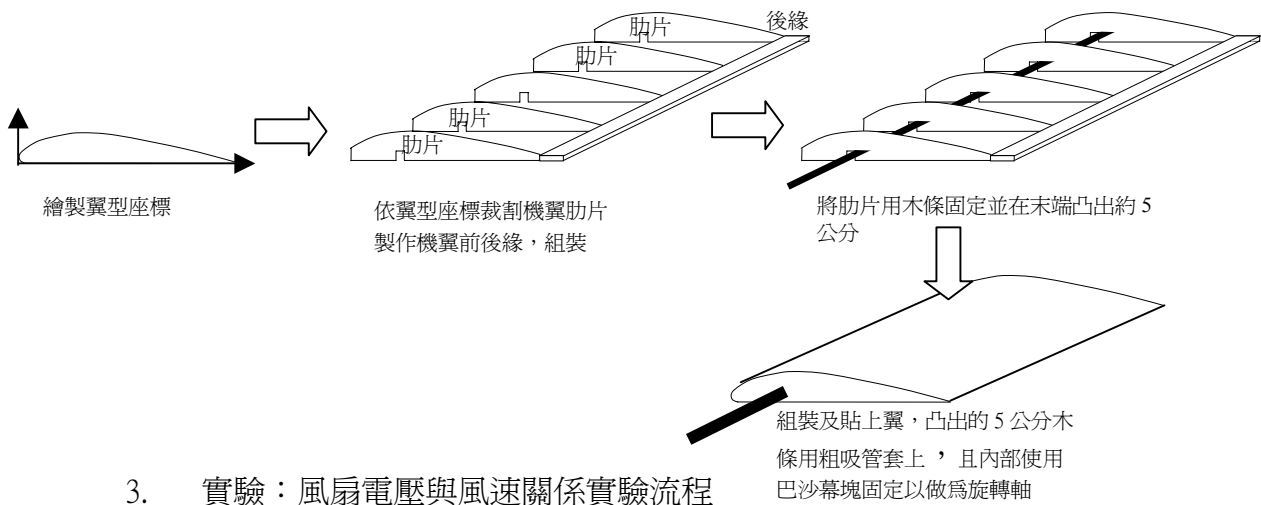 肋片
後緣
肋片
肋片
肋片
繪製翼型座標
依翼型座標裁割機翼肋片
製作機翼前後緣，組裝
將肋片用木條固定並在末端凸出約 5
公分
組裝及貼上翼，凸出的 5 公分木
條用粗吸管套上 ， 且內部使用
巴沙幕塊固定以做為旋轉軸
3. 實驗：風扇電壓與風速關係實驗流程